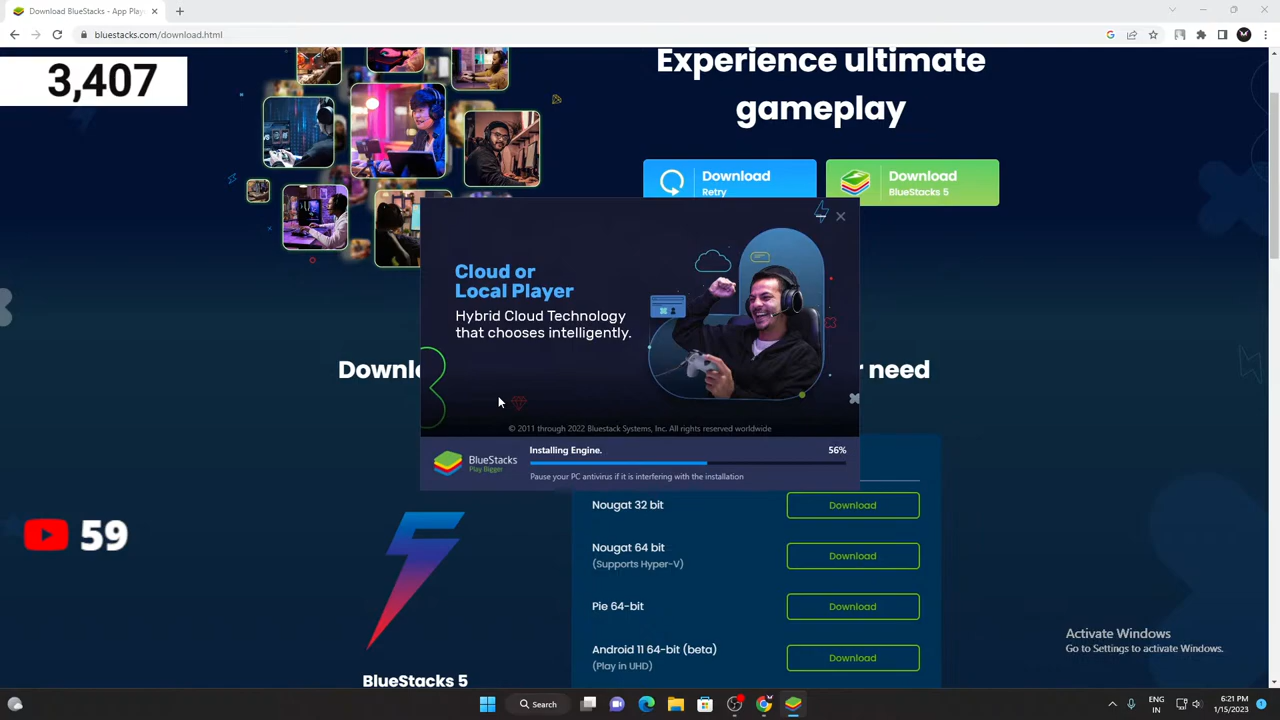 Download BlueStacks - App Player
bluestacks.com/download.html
3,407
Experience ultimate
gameplay
Download
Retry
Download
BlueStacks 5
Cloud or
Local Player
Hybrid Cloud Technology
that chooses intelligently.
Downl
r need
© 2011 through 2022 Bluestack Systems, Inc. All rights reserved worldwide
BlueStacks
Play Bigger
Installing Engine.
56%
Pause your PC antivirus if it is interfering with the installation
Nougat 32 bit
Download
59
Nougat 64 bit
(Supports Hyper-V)
Download
Pie 64-bit
Download
Android 11 64-bit (beta)
(Play in UHD)
Download
BlueStacks 5
Activate Windows
Go to Settings to activate Windows.
Search
ENG
IN
6:21 PM
1/15/2023